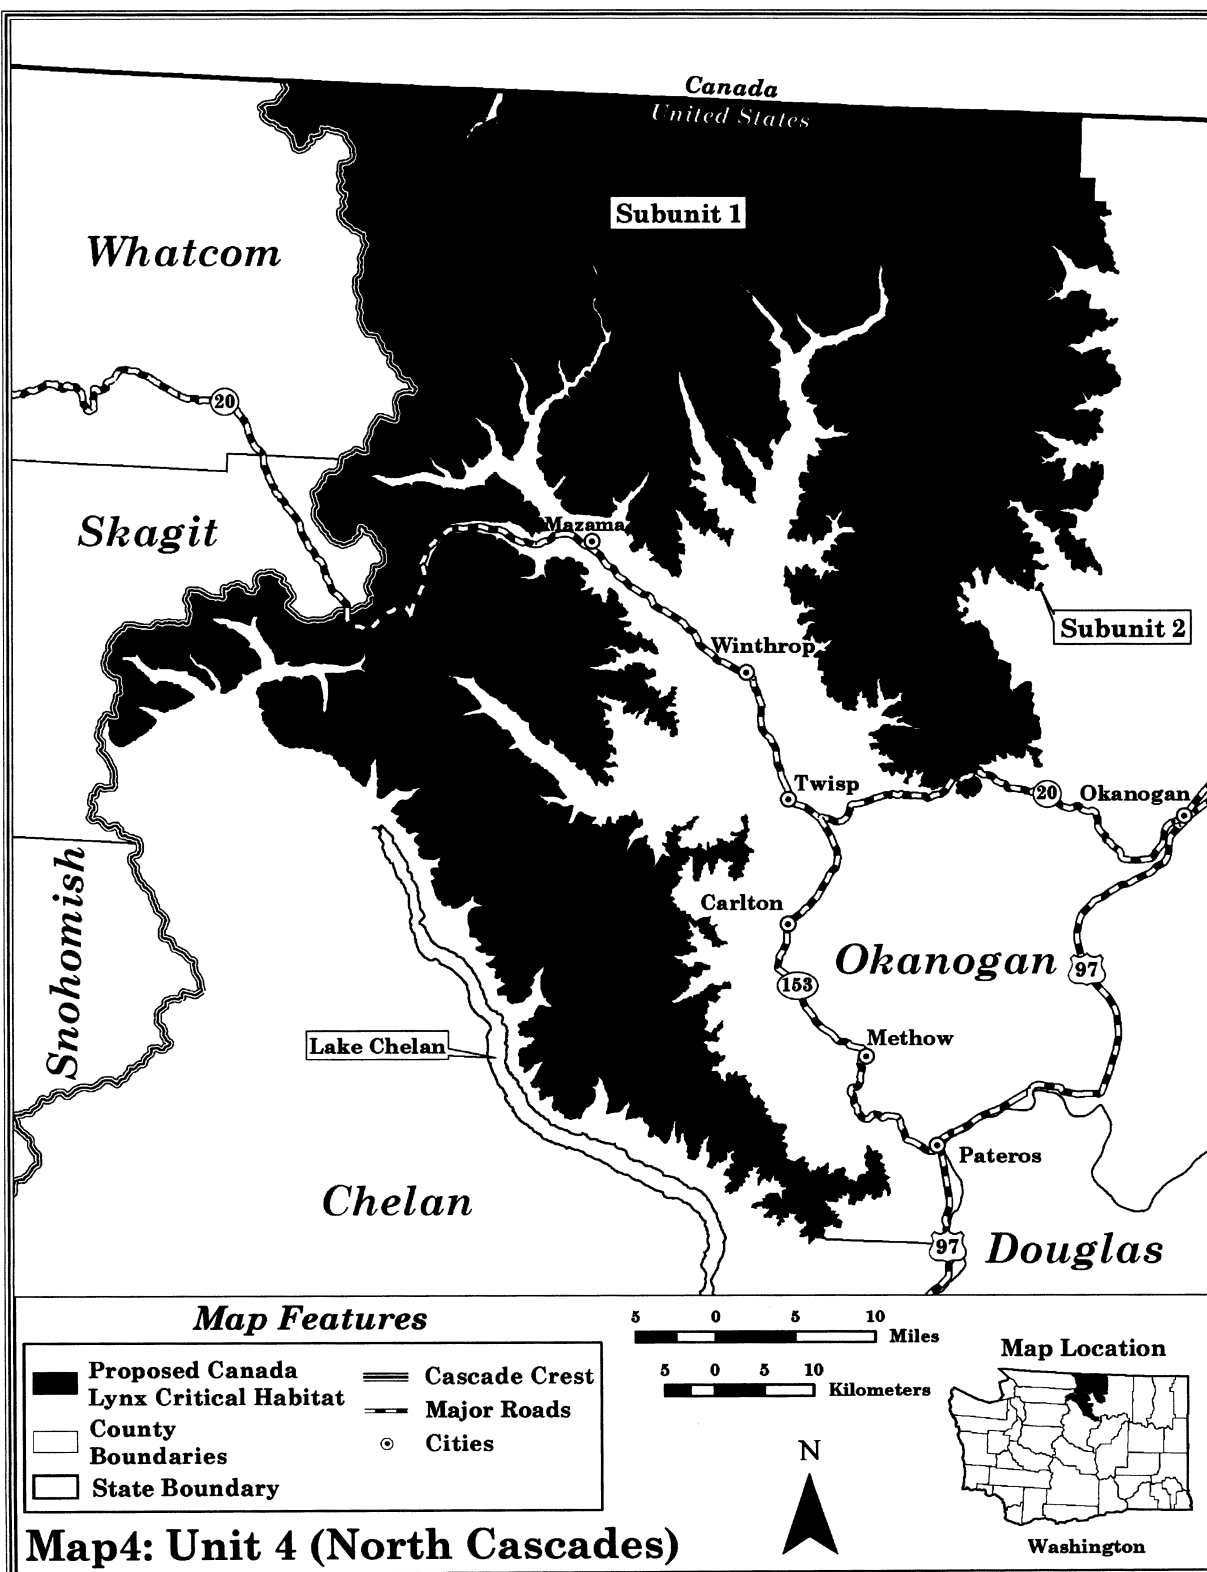 Canada
United States
Subunit 1
Whatcom
20
Skagit
Mazama
Subunit 2
Winthrop
Twisp
20
Okanogan
Snohomish
Carlton
Okanogan
97
153
Methow
Lake Chelan
Pateros
Chelan
97
Douglas
Map Features
Proposed Canada
Lynx Critical Habitat
County
Boundaries
State Boundary
Cascade Crest
Major Roads
Cities
5 0 5 10
Miles
5 0 5 10
Kilometers
N
Map Location
Washington
Map4: Unit 4 (North Cascades)